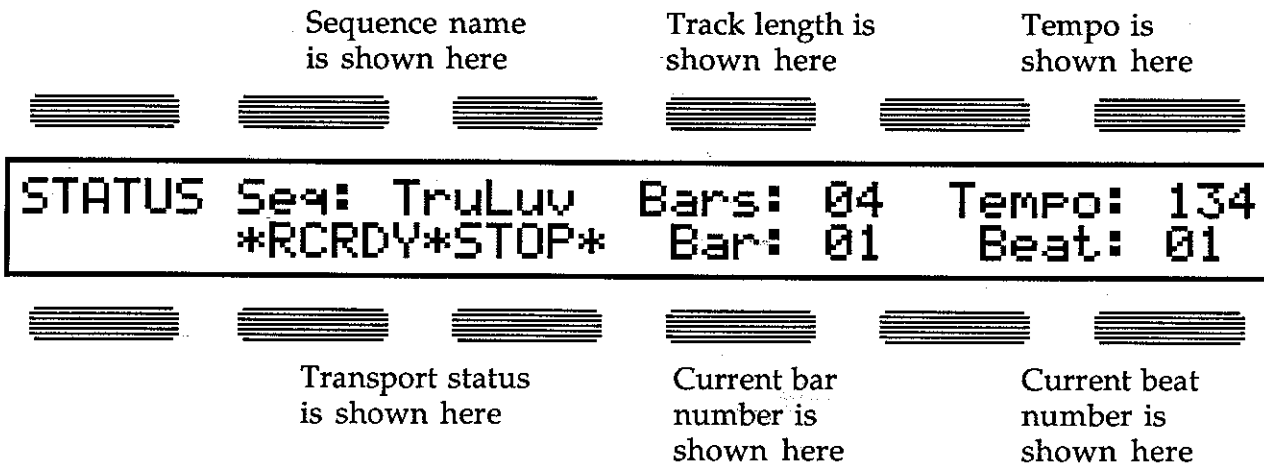 Sequence name
is shown here
Track length is
shown here
Tempo is
shown here
STATUS Seq: TruLuv Bars: 04 Tempo: 134
*RCRDY*STOP* Bar: 01 Beat: 01
Transport status
is shown here
Current bar
number is
shown here
Current beat
number is
shown here